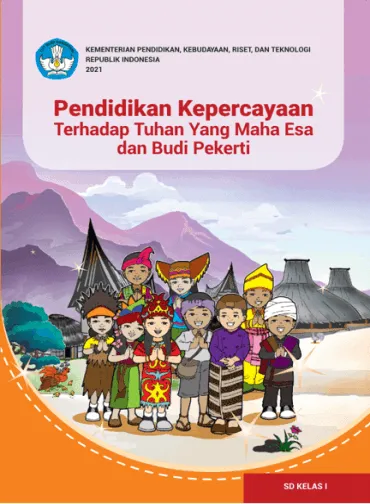 KEMENTERIAN PENDIDIKAN, KEBUDAYAAN, RISET, DAN TEKNOLOGI
REPUBLIK INDONESIA
2021
Pendidikan Kepercayaan
Terhadap Tuhan Yang Maha Esa
dan Budi Pekerti
SD KELAS I